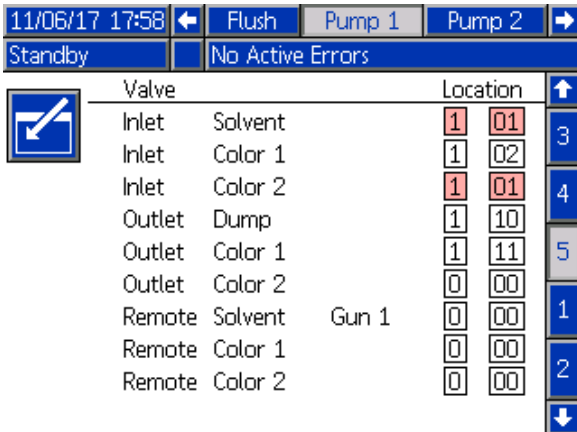 11/06/17 17:58 Flush Pump 1 Pump 2
Standby No Active Errors
Valve Location
Inlet Solvent 1 01
Inlet Color 1 1 02
Inlet Color 2 1 01
Outlet Dump 1 10
Outlet Color 1 1 11
Outlet Color 2 0 00
Remote Solvent Gun 1 0 00
Remote Color 1 0 00
Remote Color 2 0 00
3
4
5
1
2